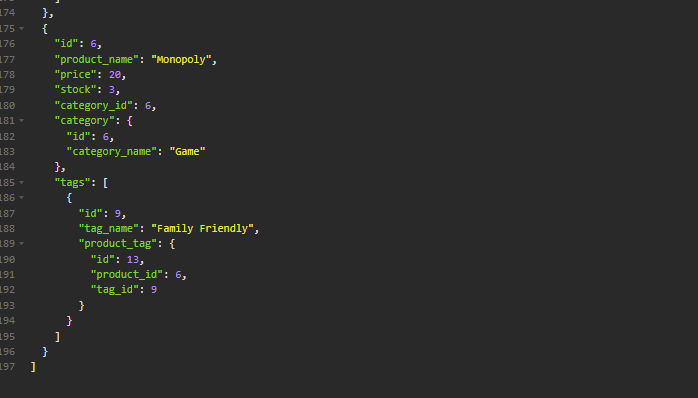 174 },
175 {
176 "id": 6,
177 "product_name": "Monopoly",
178 "price": 20,
179 "stock": 3,
180 "category_id": 6,
181 "category": {
182 "id": 6,
183 "category_name": "Game"
184 },
185 "tags": [
186 {
187 "id": 9,
188 "tag_name": "Family Friendly",
189 "product_tag": {
190 "id": 13,
191 "product_id": 6,
192 "tag_id": 9
193 }
194 }
195 ]
196 }
197 ]